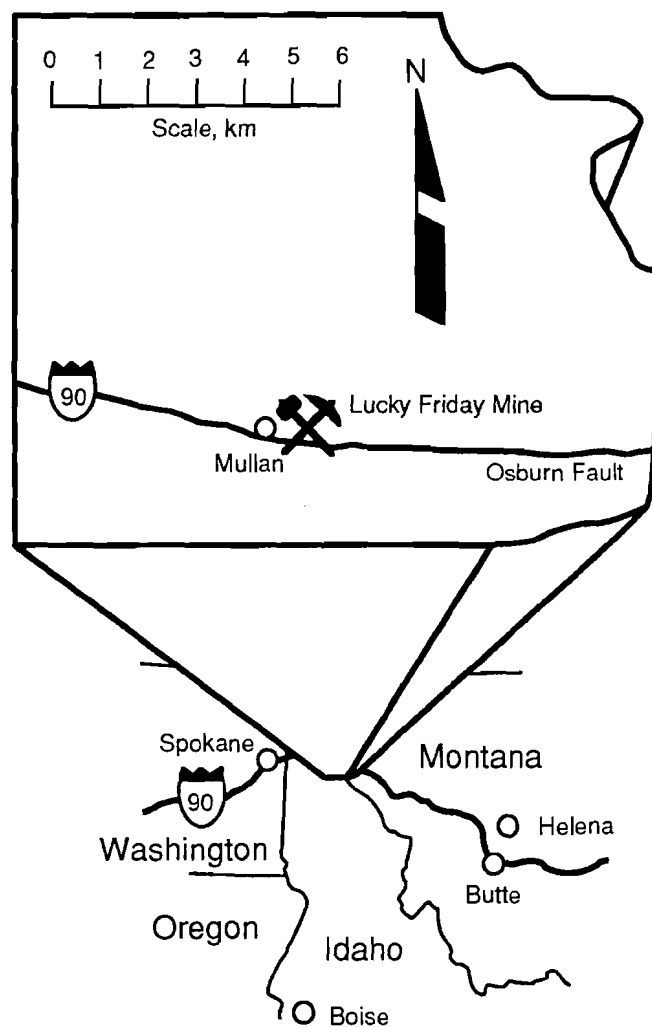 0 1 2 3 4 5 6
Scale, km
N
90
Lucky Friday Mine
Mullan
Osburn Fault
Spokane
Montana
90
Helena
Washington
Butte
Oregon
Idaho
Boise